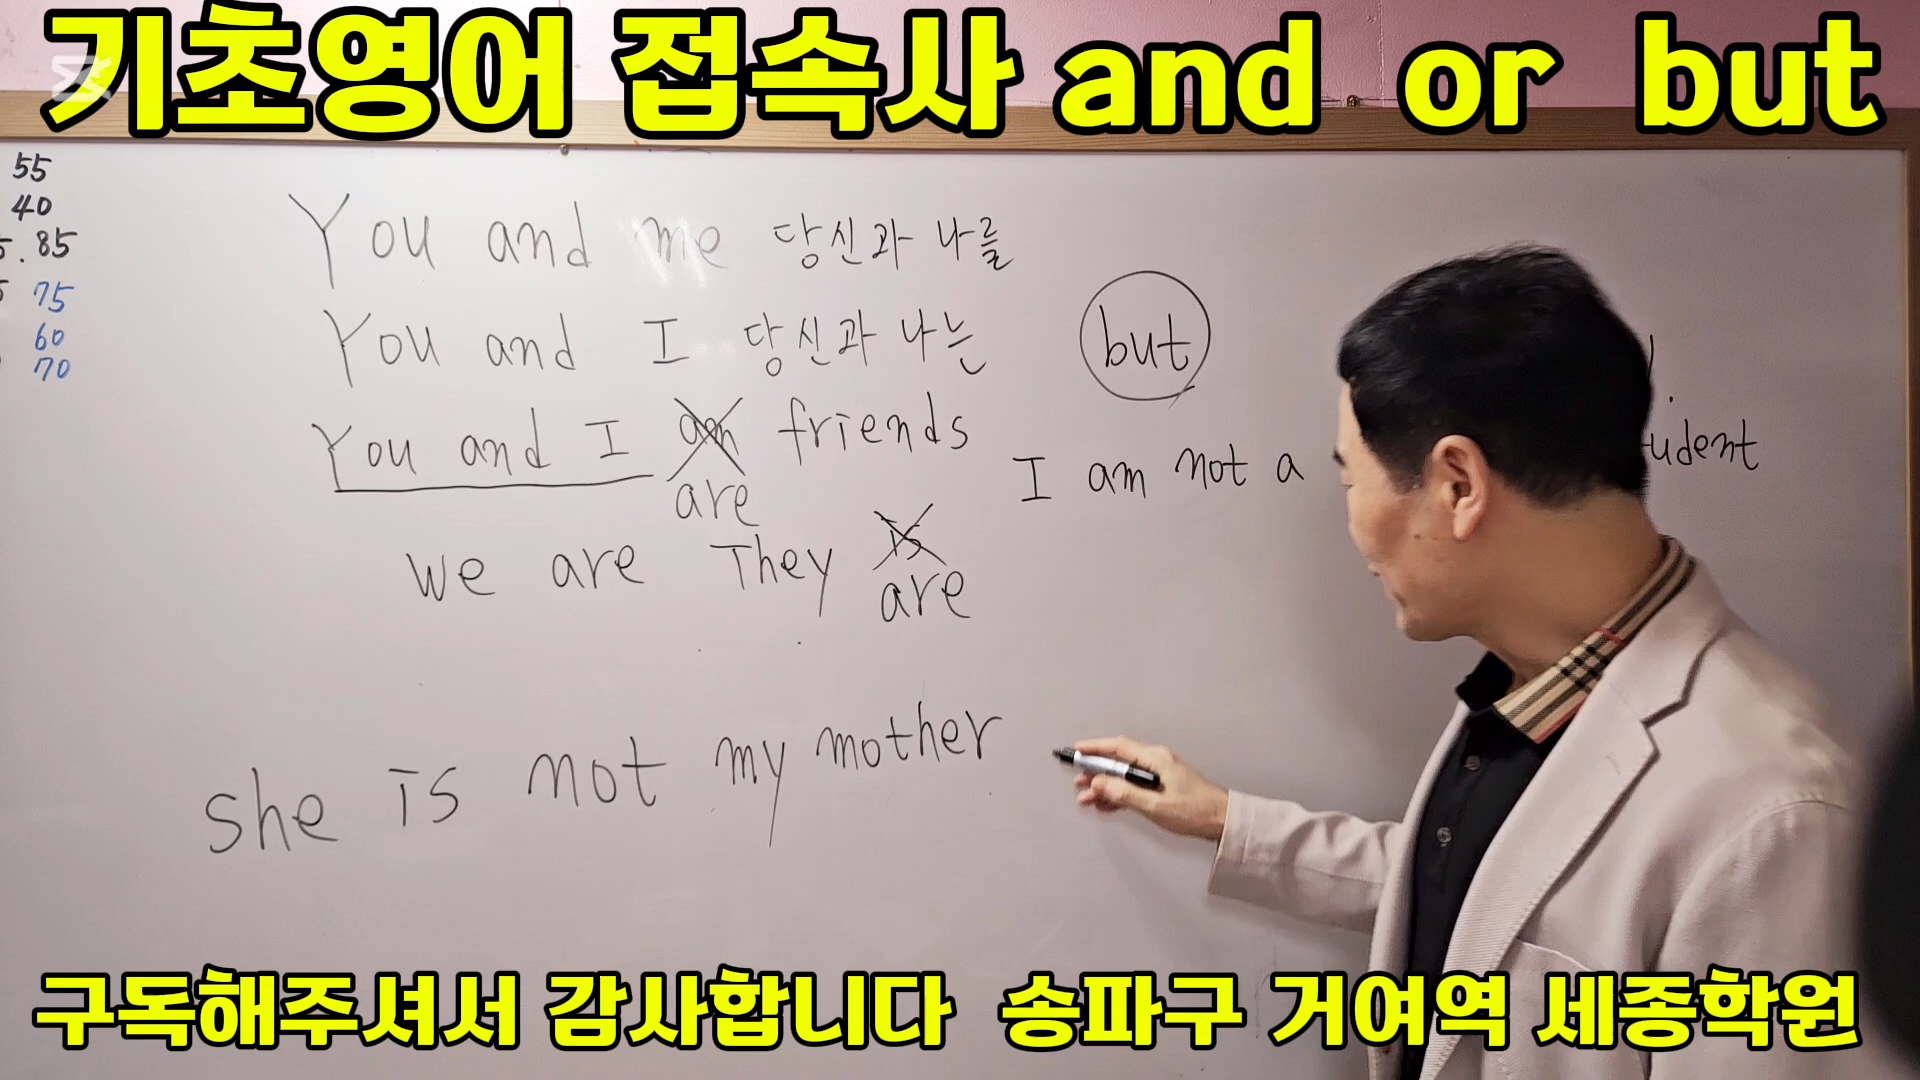 기초영어 접속사 and or but
55
40
85
75
60
70
You and me 당신과 나를
You and I 당신과 나는
but
You and I am friends
are
I am not a
we are They is
are
she is not my mother
구독해주셔서 감사합니다 송파구 거여역 세종학원